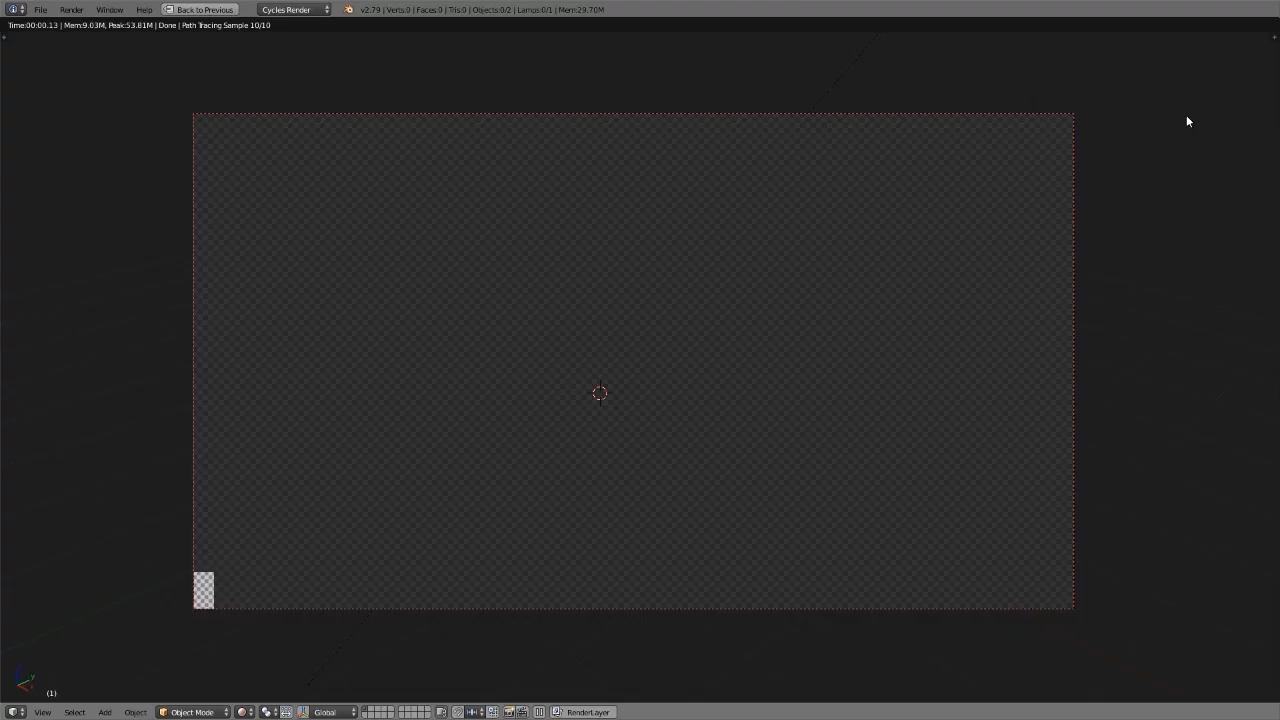 File Render Window Help Back to Previous Cycles Render v2.79 | Verts:0 | Faces:0 | Tris:0 | Objects:0/2 | Lamps:0/1 | Mem:29.70M
Time:00:00.13 | Mem:9.03M, Peak:53.81M | Done | Path Tracing Sample 10/10
(1)
View Select Add Object Object Mode Global RenderLayer